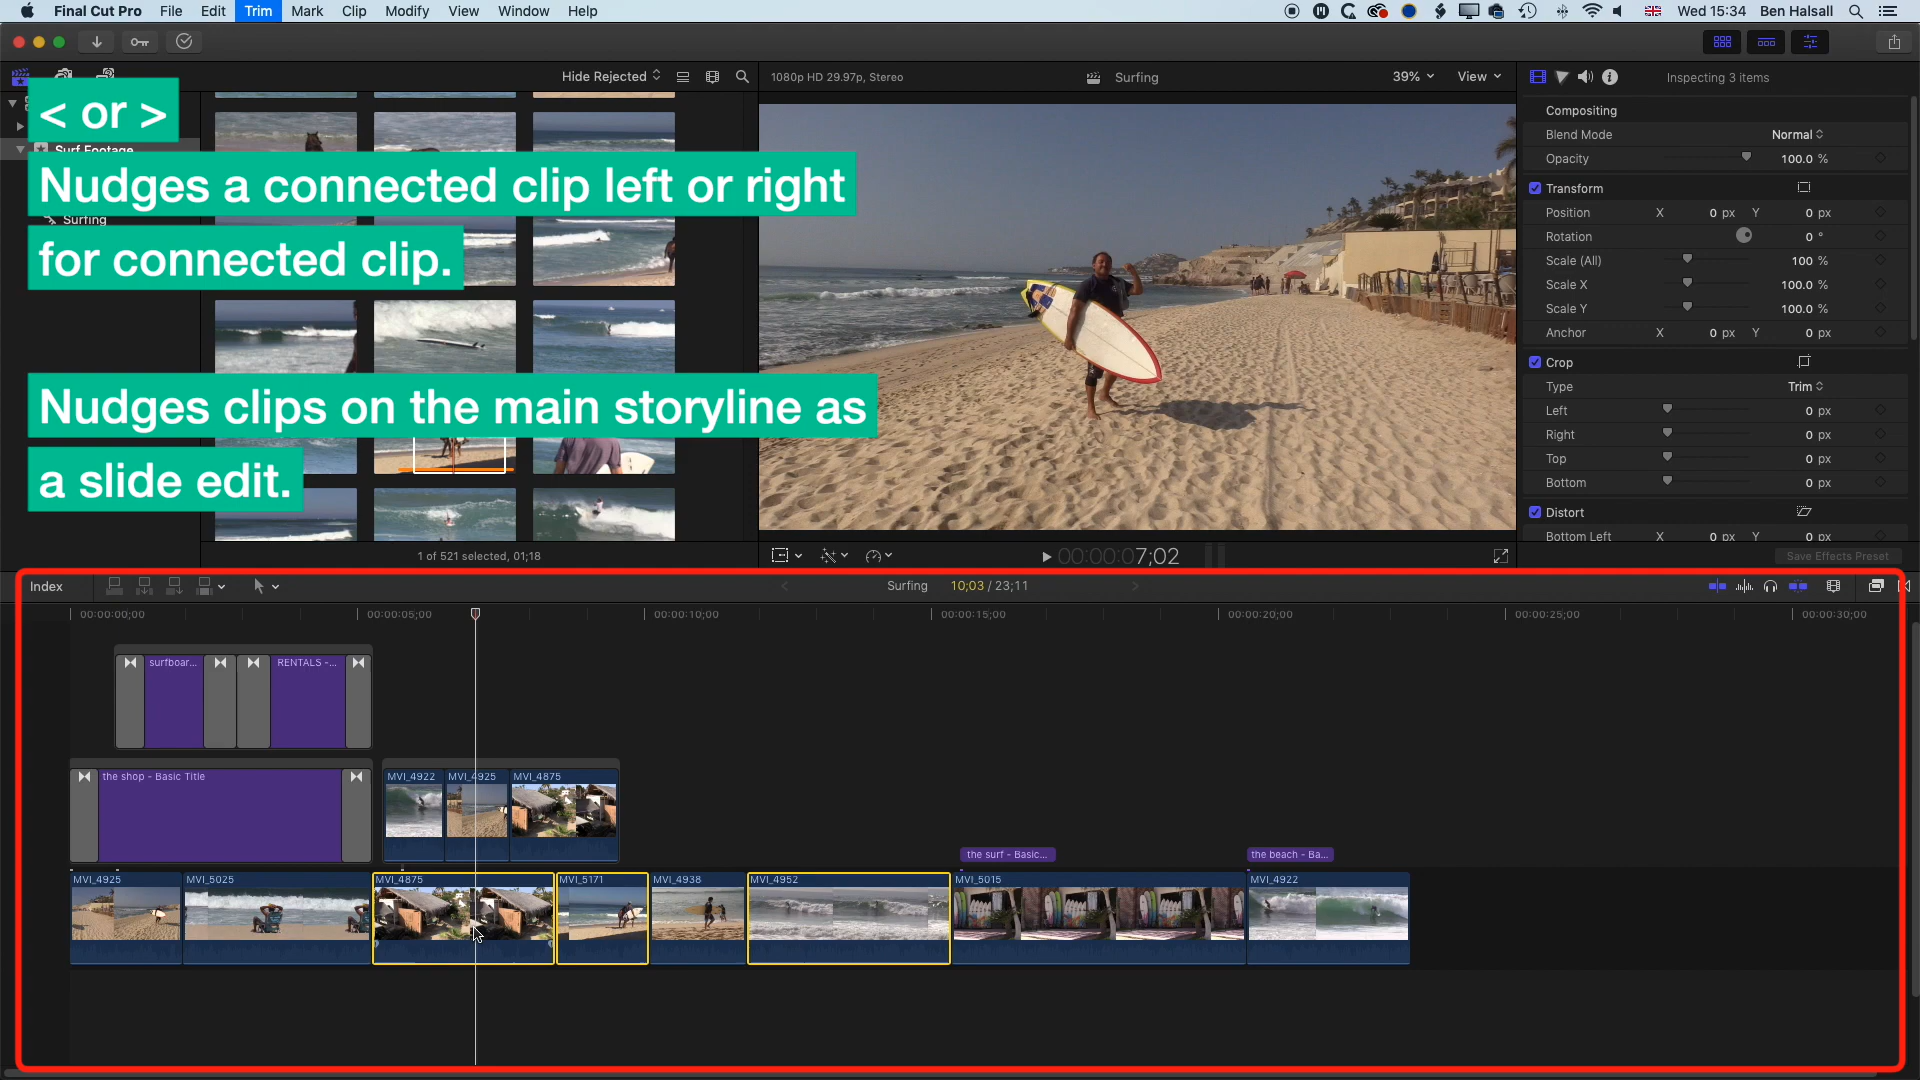 Final Cut Pro File Edit Trim Mark Clip Modify View Window Help Wed 15:34 Ben Halsall
Hide Rejected 1080p HD 29.97p, Stereo Surfing 39% View Inspecting 3 items
< or >
Surf Footage
Nudges a connected clip left or right
Surfing
for connected clip.
Nudges clips on the main storyline as
a slide edit.
1 of 521 selected, 01;18
00:00:07;02
Compositing
Blend Mode Normal
Opacity 100.0 %
Transform
Position X 0 px Y 0 px
Rotation 0 °
Scale (All) 100 %
Scale X 100.0 %
Scale Y 100.0 %
Anchor X 0 px Y 0 px
Crop
Type Trim
Left 0 px
Right 0 px
Top 0 px
Bottom 0 px
Distort
Bottom Left X 0 px Y 0 px
Save Effects Preset
Index Surfing 10;03 / 23;11
00:00:00;00 00:00:05;00 00:00:10;00 00:00:15;00 00:00:20;00 00:00:25;00 00:00:30;00
surfboar... RENTALS -...
the shop - Basic Title MVI_4922 MVI_4925 MVI_4875
the surf - Basic... the beach - Ba...
MVI_4925 MVI_5025 MVI_4875 MVI_5171 MVI_4938 MVI_4952 MVI_5015 MVI_4922